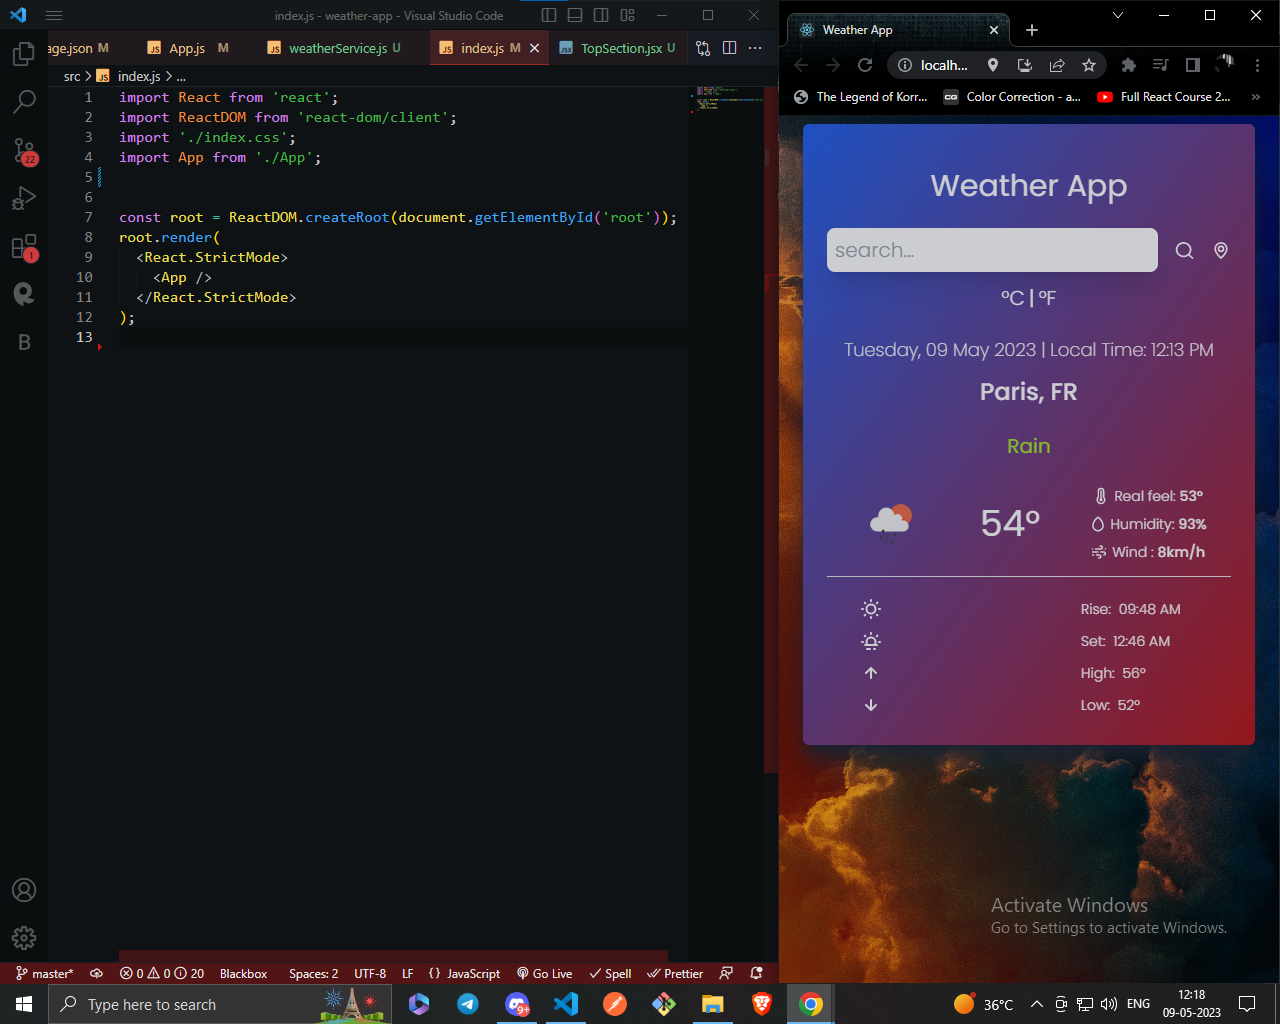 index.js - weather-app - Visual Studio Code
age.json M
App.js M
weatherService.js U
index.js M
TopSection.jsx U
src > index.js > ...
1 import React from 'react';
2 import ReactDOM from 'react-dom/client';
3 import './index.css';
4 import App from './App';
5
6
7 const root = ReactDOM.createRoot(document.getElementById('root'));
8 root.render(
9 <React.StrictMode>
10 <App />
11 </React.StrictMode>
12 );
13
22
1
B
master*
0 0 20
Blackbox
Spaces: 2
UTF-8
LF
{} JavaScript
Go Live
Spell
Prettier
Weather App
localh...
The Legend of Korr...
CG Color Correction - a...
Full React Course 2...
»
Weather App
search...
°C | °F
Tuesday, 09 May 2023 | Local Time: 12:13 PM
Paris, FR
Rain
54°
Real feel: 53°
Humidity: 93%
Wind : 8km/h
Rise: 09:48 AM
Set: 12:46 AM
High: 56°
Low: 52°
Activate Windows
Go to Settings to activate Windows.
Type here to search
9+
36°C
ENG
12:18
09-05-2023